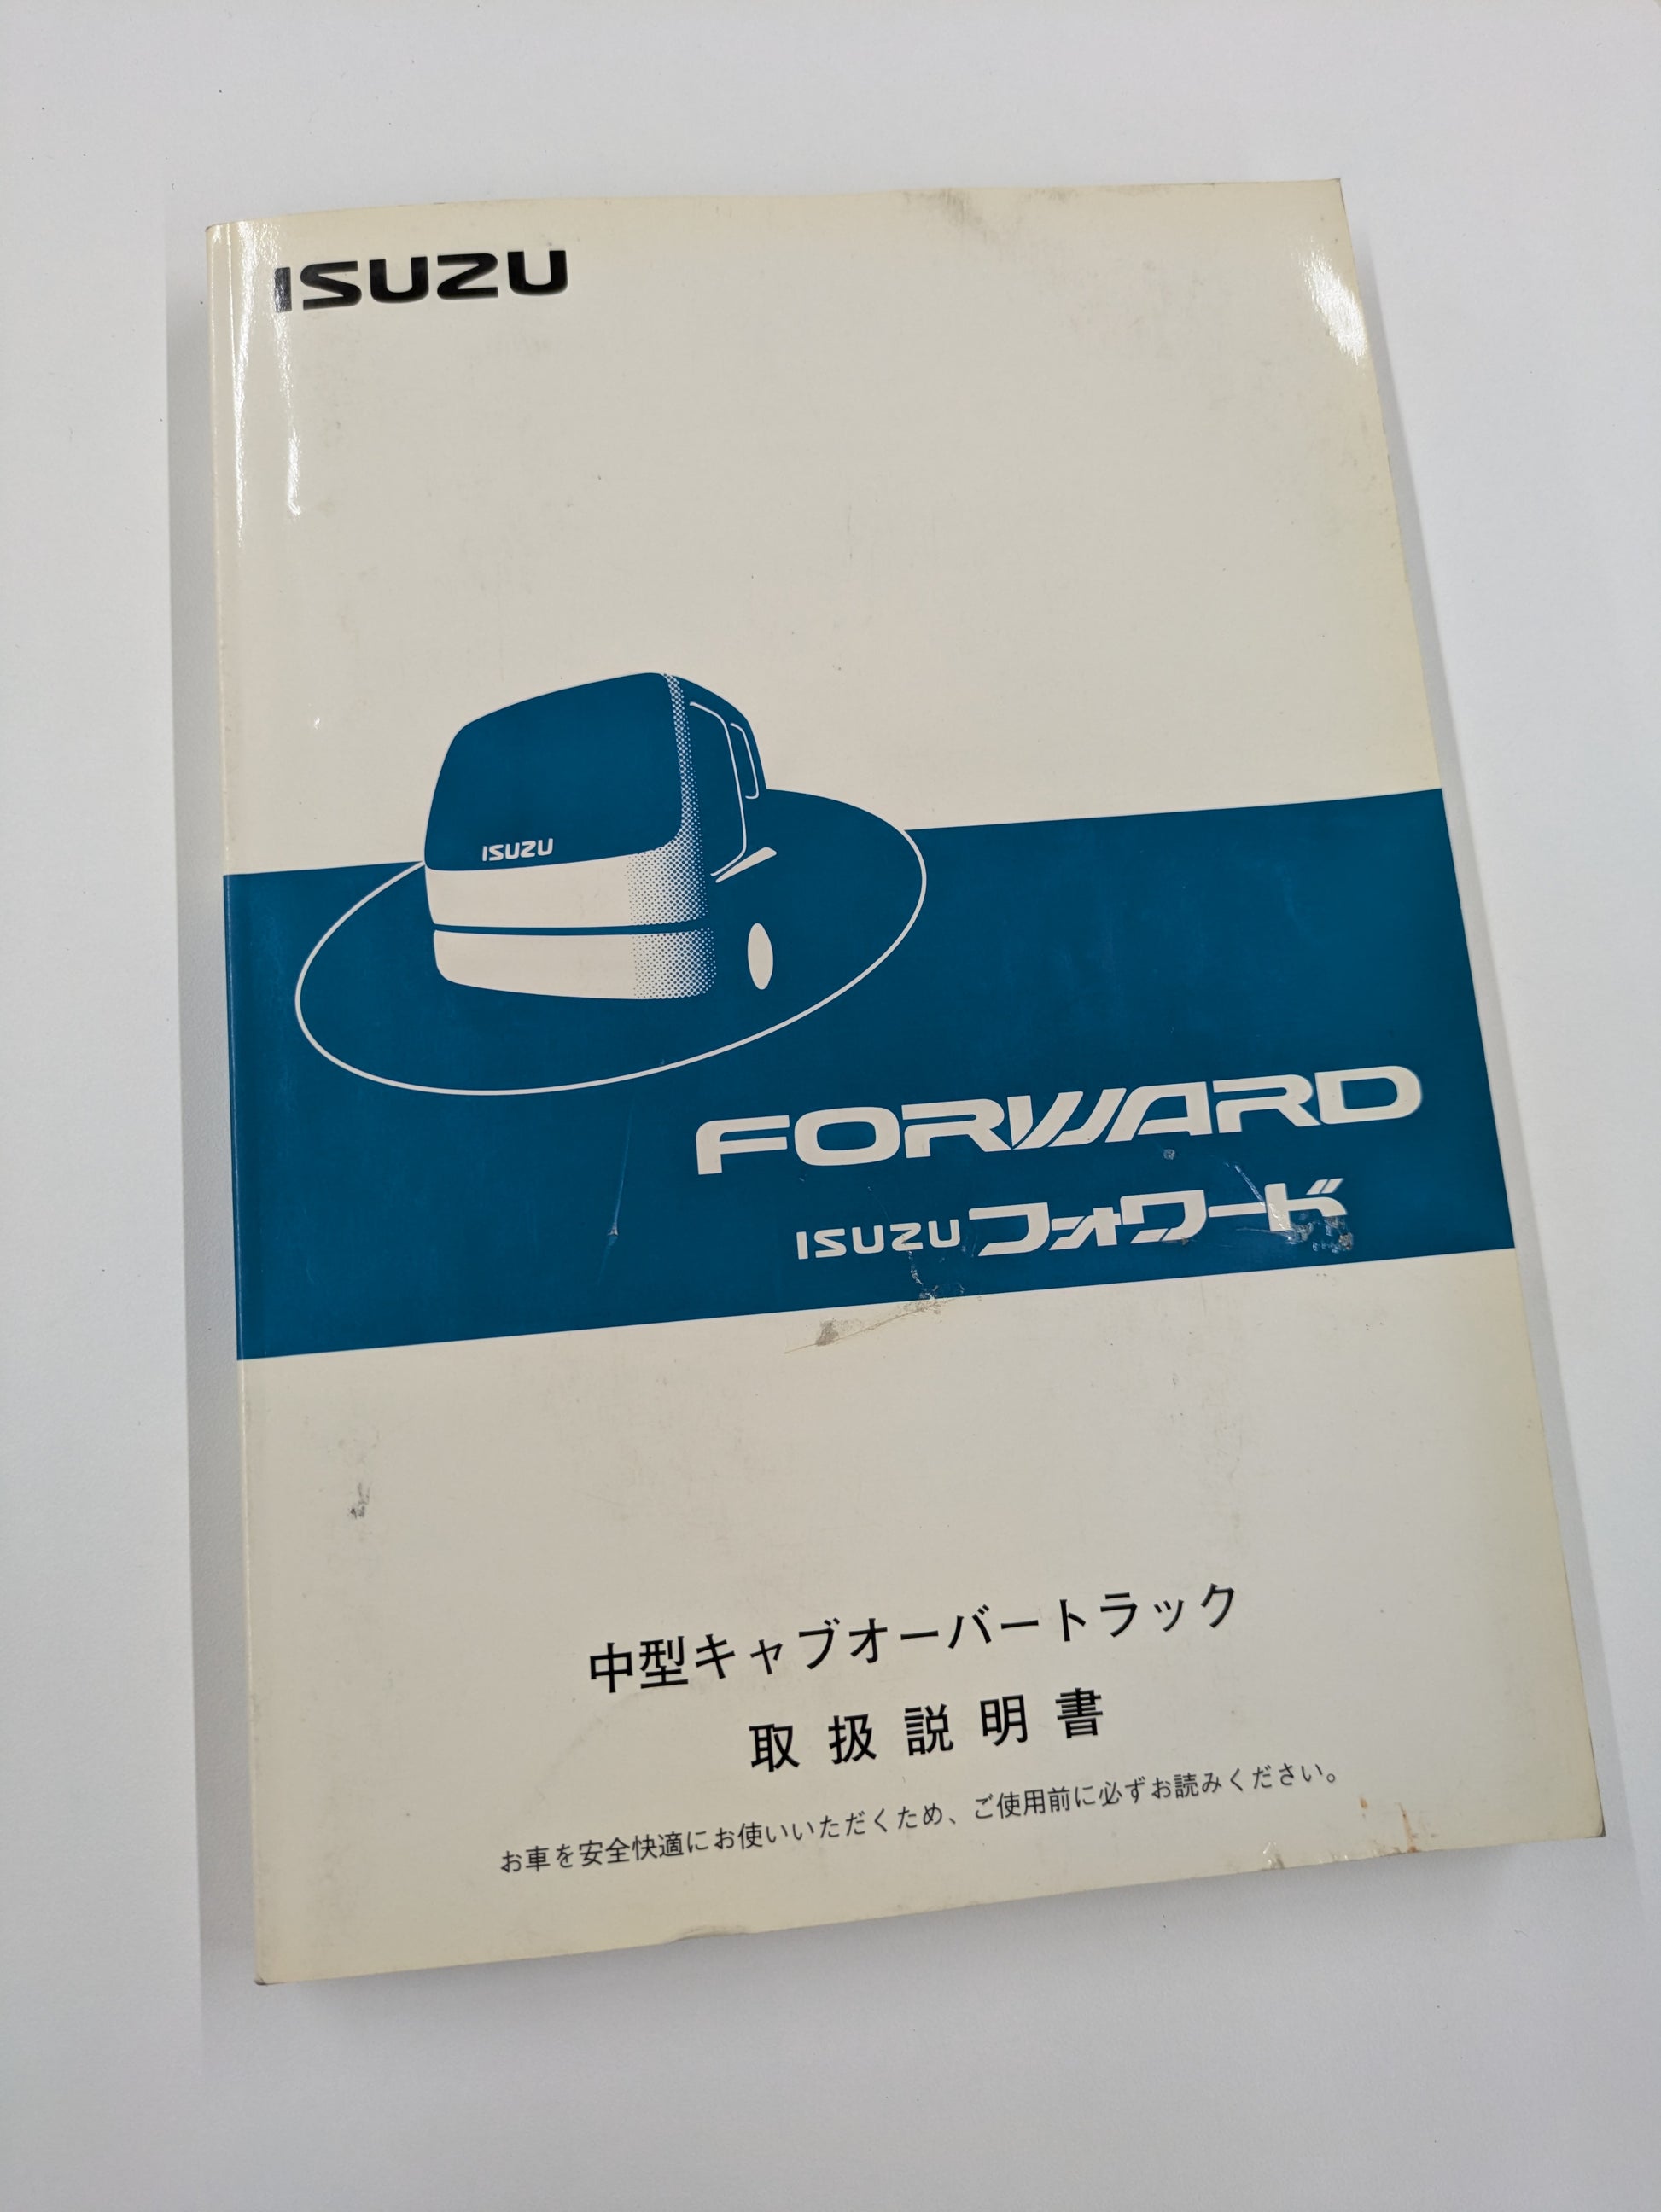 ISUZU
ISUZU
FORWARD
ISUZU フォワード
中型キャブオーバートラック
取扱説明書
お車を安全快適にお使いいただくため、ご使用前に必ずお読みください。